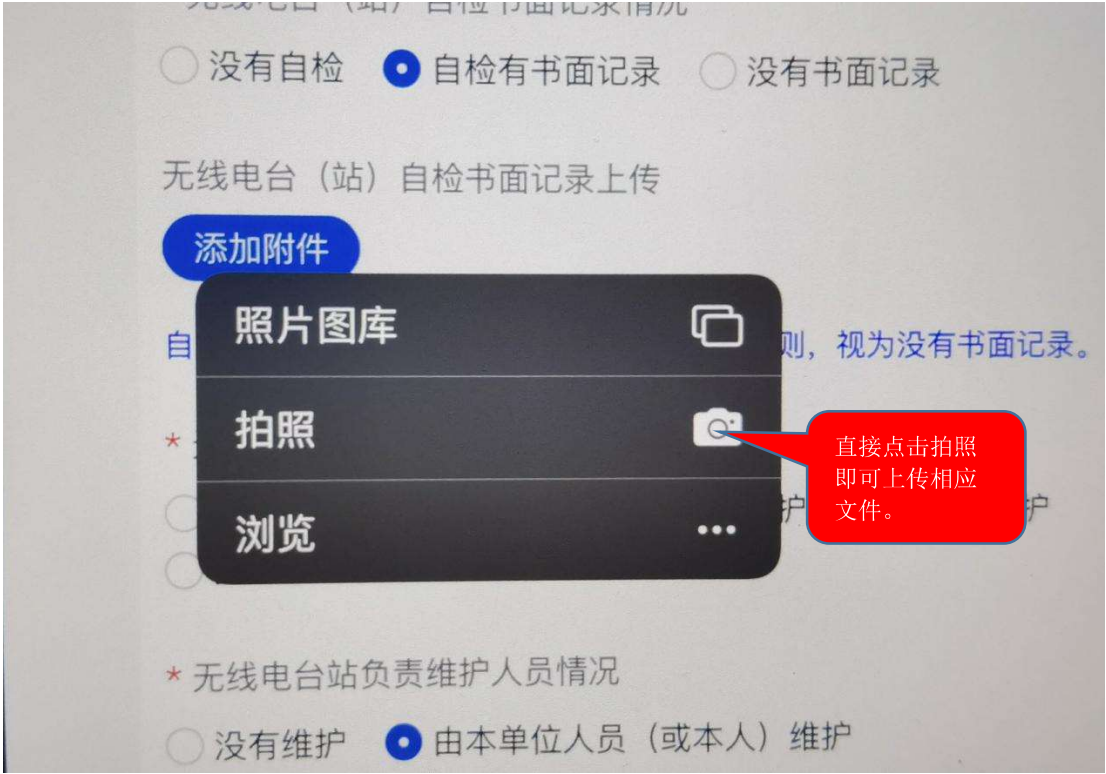 无线电台（站）自检书面记录情况
没有自检 自检有书面记录 没有书面记录
无线电台（站）自检书面记录上传
添加附件
照片图库
自 则，视为没有书面记录。
拍照
*
直接点击拍照
即可上传相应
文件。
护 护
浏览
* 无线电台站负责维护人员情况
没有维护 由本单位人员（或本人）维护